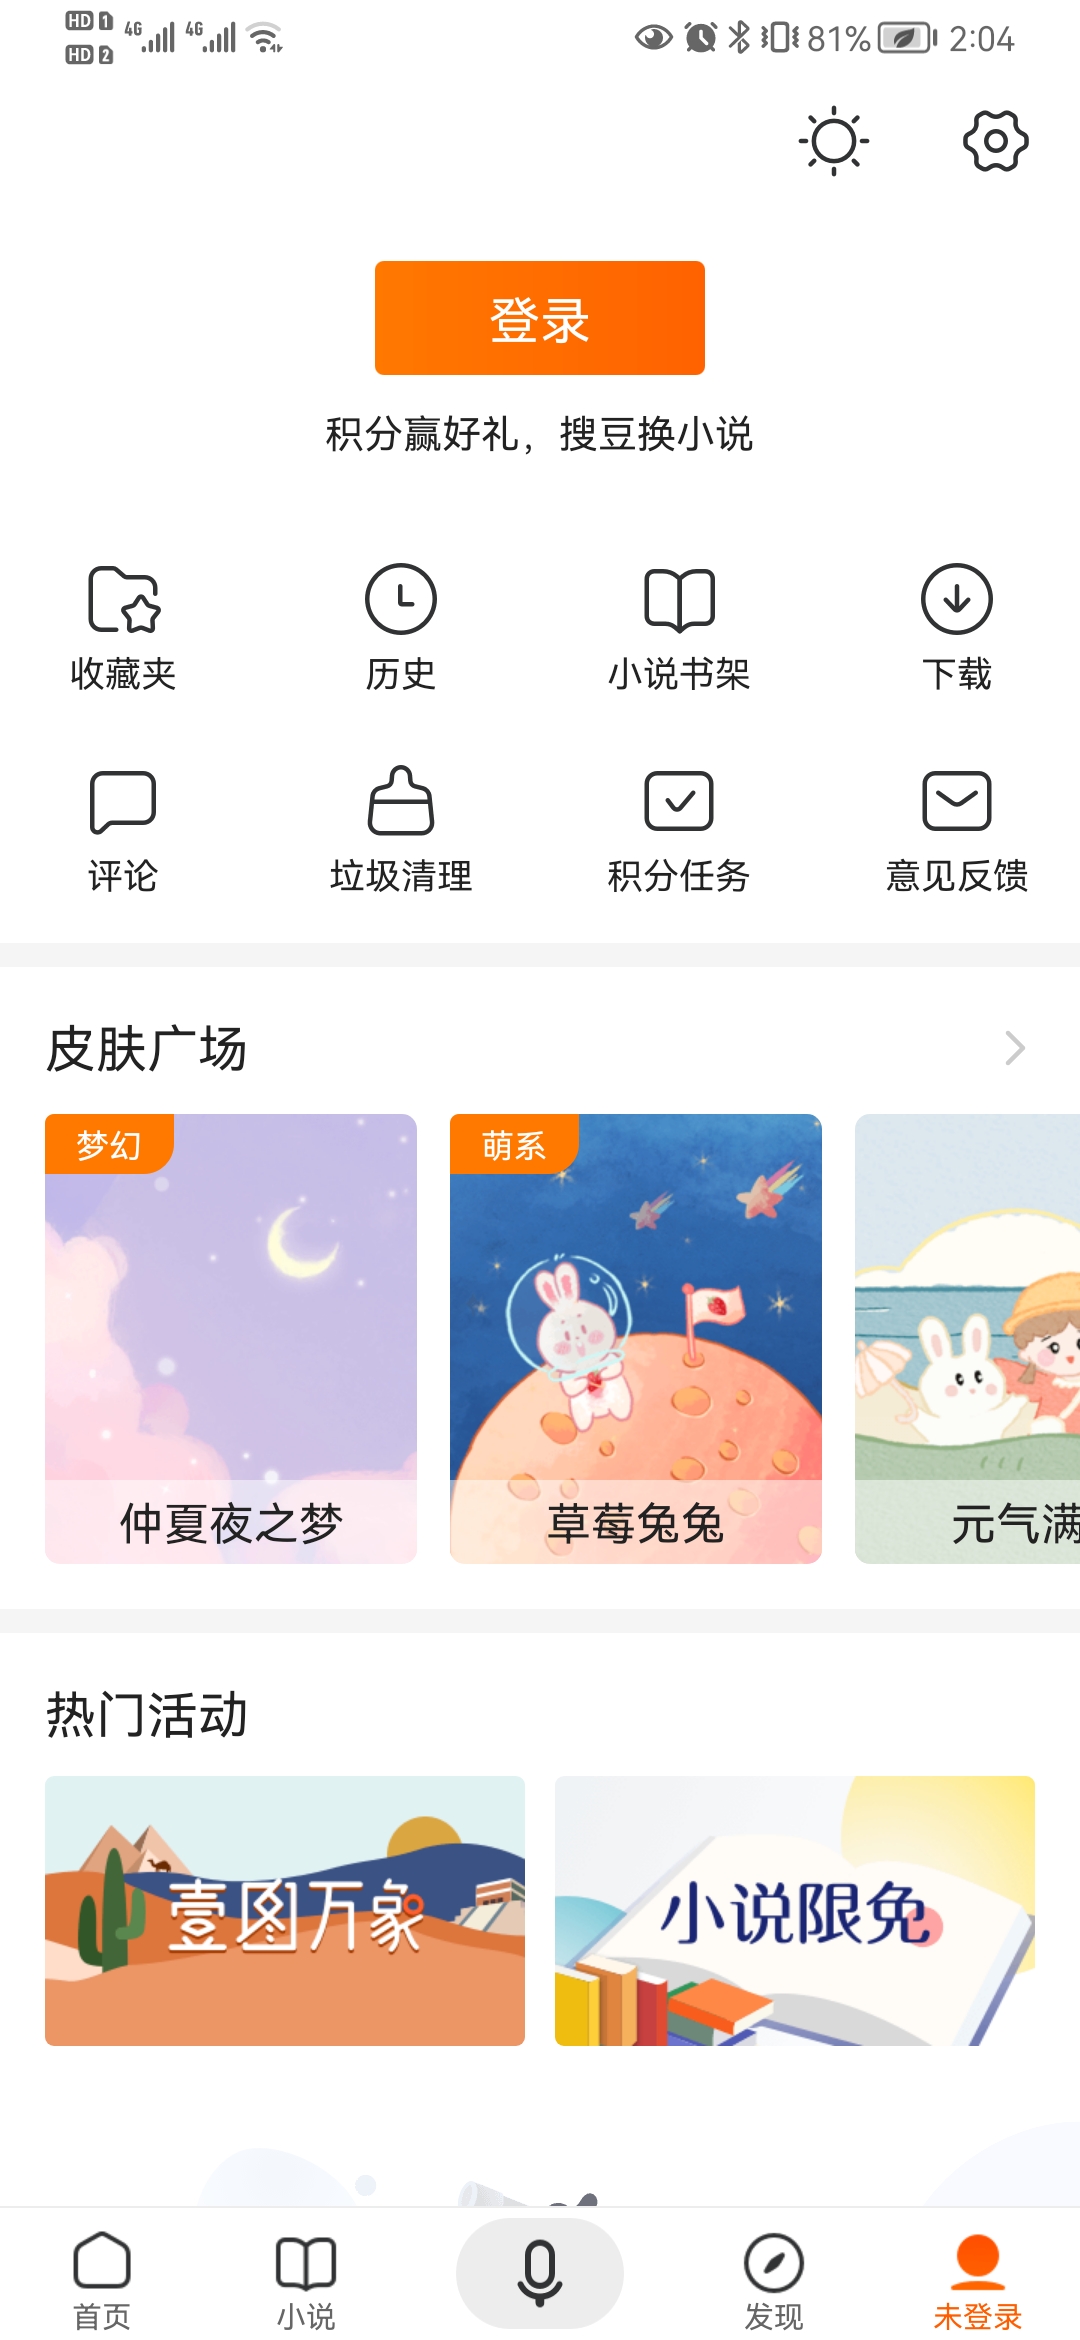 HD 1 4G 4G 81% 2:04
HD 2
登录
积分赢好礼，搜豆换小说
收藏夹 历史 小说书架 下载
评论 垃圾清理 积分任务 意见反馈
皮肤广场
梦幻 萌系
仲夏夜之梦 草莓兔兔 元气满
热门活动
壹图万象 小说限免
首页 小说 发现 未登录